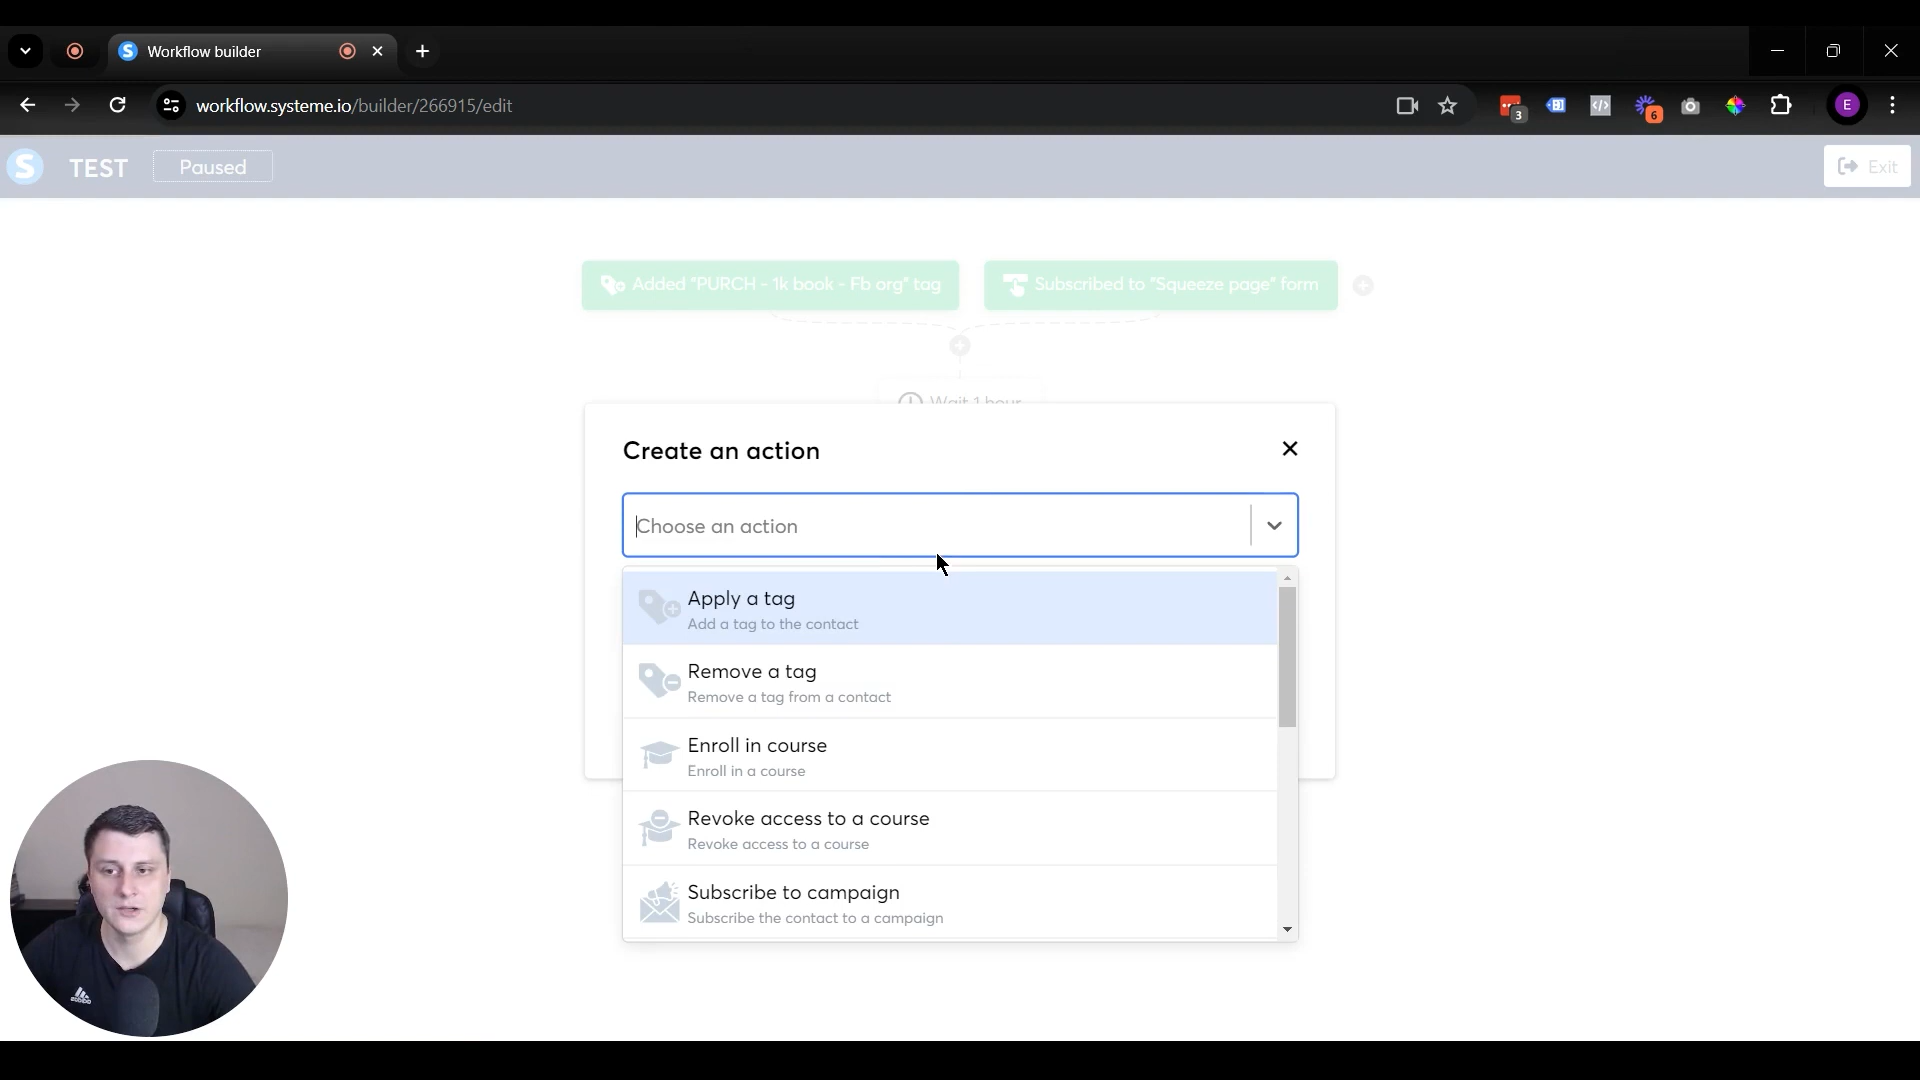 Workflow builder
workflow.systeme.io/builder/266915/edit
3
6
E
S TEST Paused Exit
Added "PURCH - 1k book - Fb org" tag
Subscribed to "Squeeze page" form
Wait 1 hour
Create an action
Choose an action
Apply a tag
Add a tag to the contact
Remove a tag
Remove a tag from a contact
Enroll in course
Enroll in a course
Revoke access to a course
Revoke access to a course
Subscribe to campaign
Subscribe the contact to a campaign
adidas